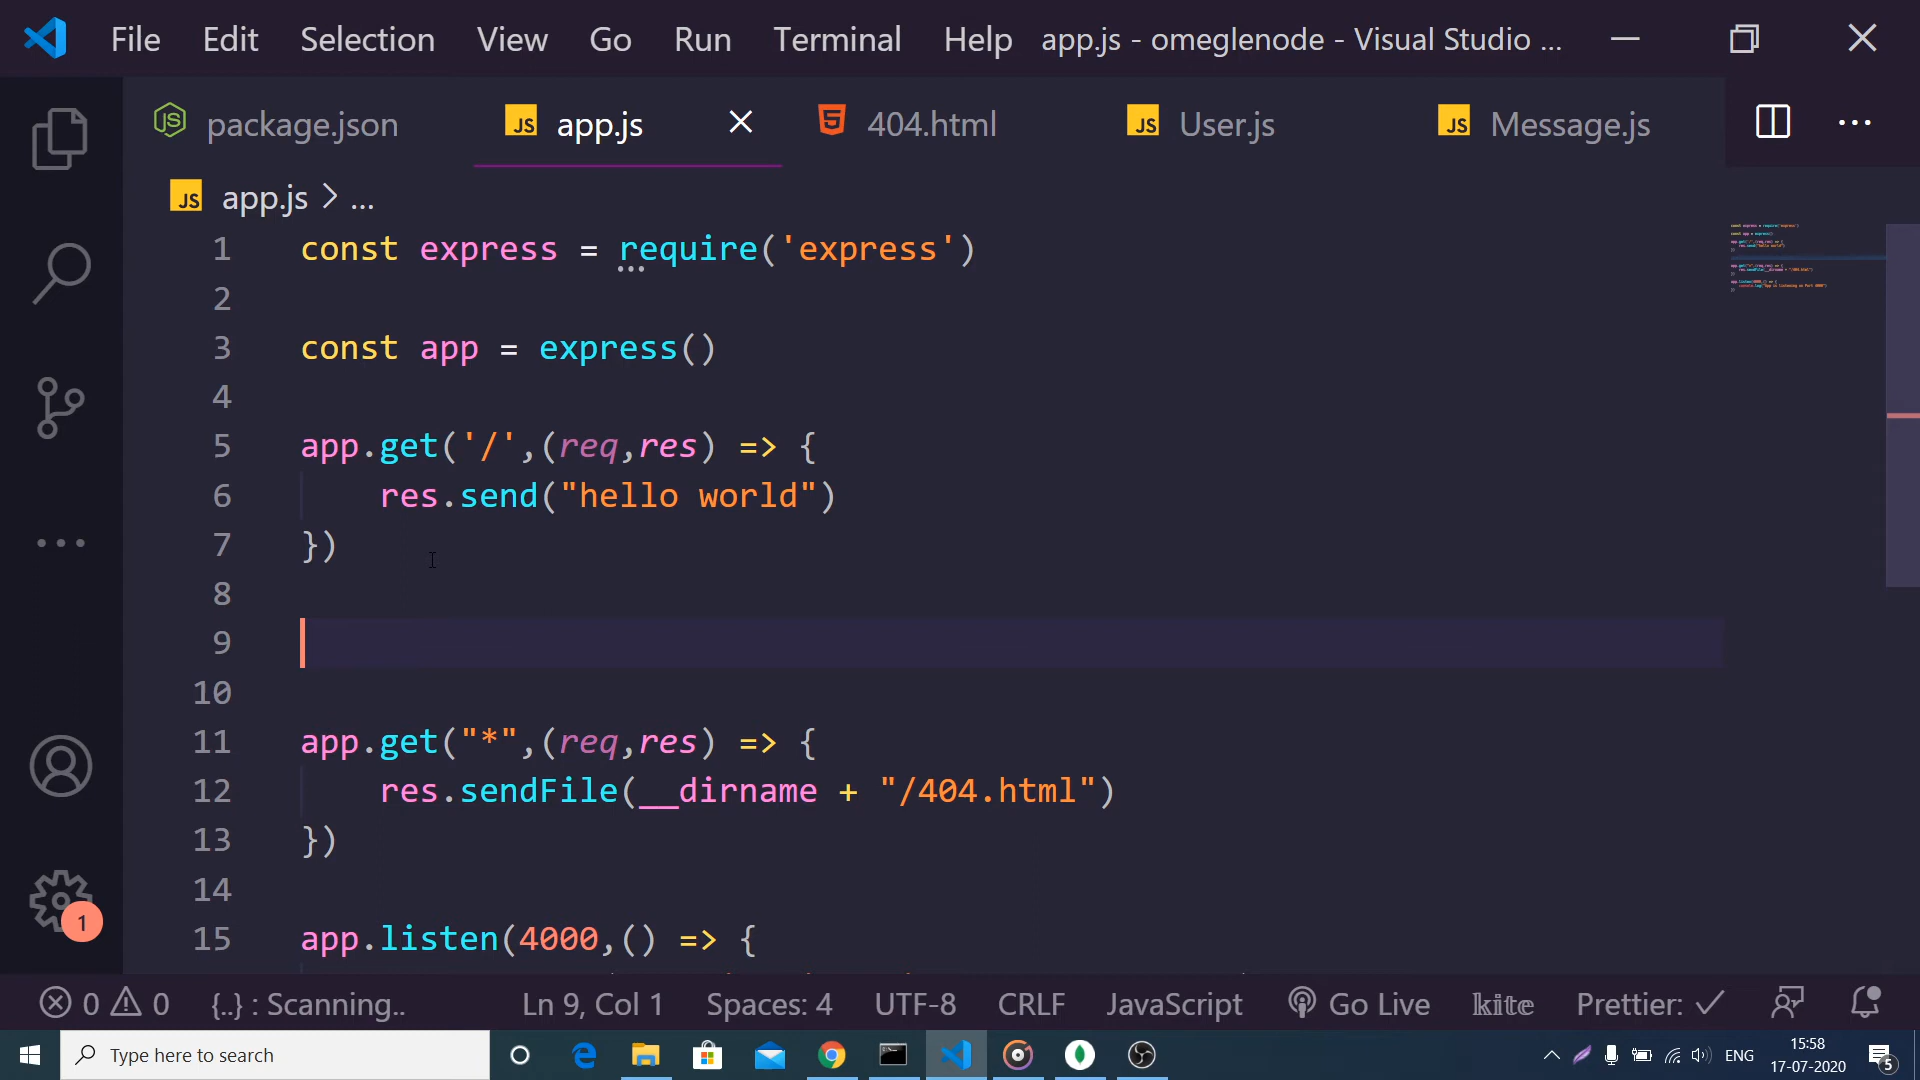 File Edit Selection View Go Run Terminal Help app.js - omeglenode - Visual Studio ...
package.json app.js 404.html User.js Message.js
JS app.js > ...
1 const express = require('express')
2
3 const app = express()
4
5 app.get('/',(req,res) => {
6 res.send("hello world")
7 })
8
9
10
11 app.get("*",(req,res) => {
12 res.sendFile(__dirname + "/404.html")
13 })
14
15 app.listen(4000,() => {
1
0 0 {..} : Scanning.. Ln 9, Col 1 Spaces: 4 UTF-8 CRLF JavaScript Go Live kite Prettier: ✓
Type here to search
ENG 15:58
17-07-2020 5